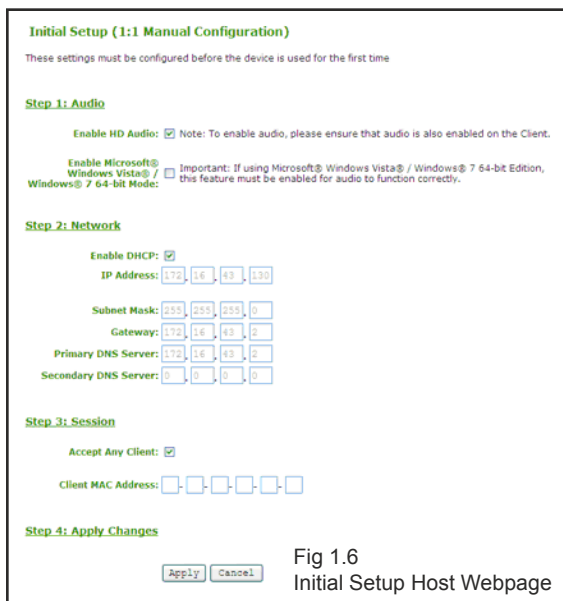 Initial Setup (1:1 Manual Configuration)
These settings must be configured before the device is used for the first time
Step 1: Audio
Enable HD Audio: Note: To enable audio, please ensure that audio is also enabled on the Client.
Enable Microsoft®
Windows Vista® /
Windows® 7 64-bit Mode:
Important: If using Microsoft® Windows Vista® / Windows® 7 64-bit Edition,
this feature must be enabled for audio to function correctly.
Step 2: Network
Enable DHCP:
IP Address: 172 . 16 . 43 . 130
Subnet Mask: 255 . 255 . 255 . 0
Gateway: 172 . 16 . 43 . 2
Primary DNS Server: 172 . 16 . 43 . 2
Secondary DNS Server: 0 . 0 . 0 . 0
Step 3: Session
Accept Any Client:
Client MAC Address: - - - - -
Step 4: Apply Changes
Apply Cancel
Fig 1.6
Initial Setup Host Webpage